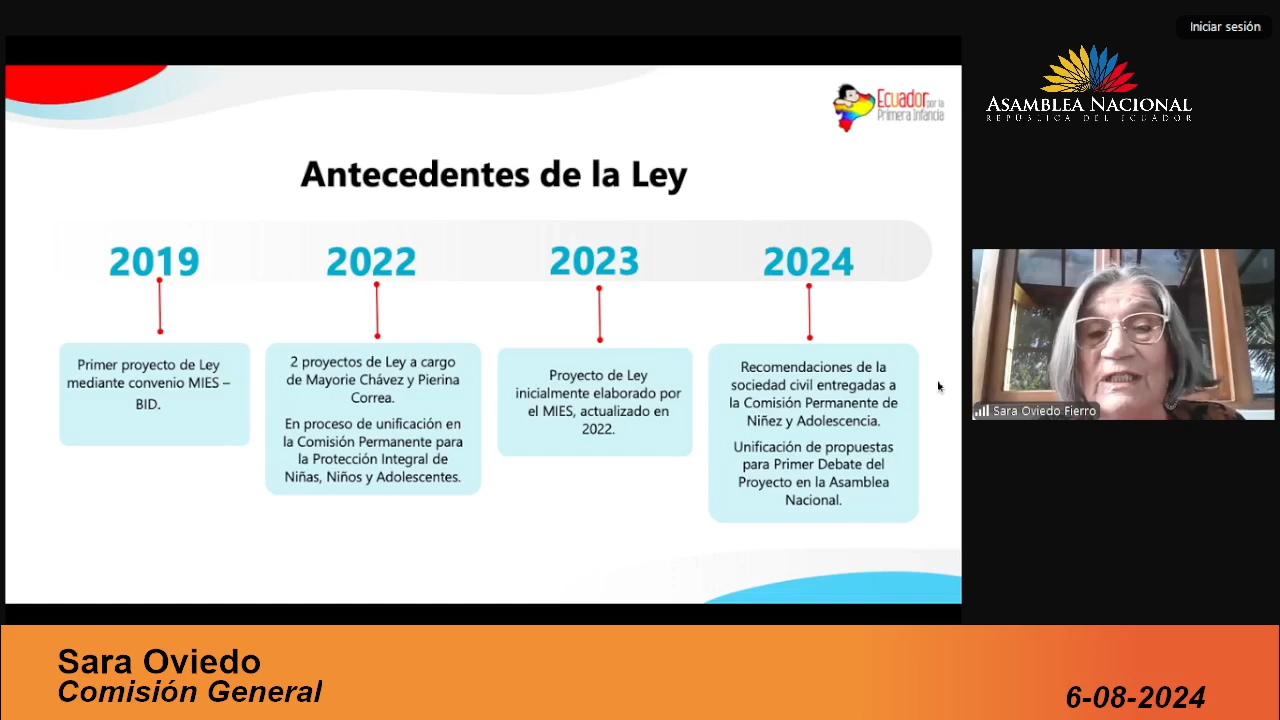 Iniciar sesión
ASAMBLEA NACIONAL
REPÚBLICA DEL ECUADOR
Ecuador por la
Primera Infancia
Antecedentes de la Ley
2019
2022
2023
2024
Primer proyecto de Ley
mediante convenio MIES –
BID.
2 proyectos de Ley a cargo
de Mayorie Chávez y Pierina
Correa.
En proceso de unificación en
la Comisión Permanente para
la Protección Integral de
Niñas, Niños y Adolescentes.
Proyecto de Ley
inicialmente elaborado por
el MIES, actualizado en
2022.
Recomendaciones de la
sociedad civil entregadas a
la Comisión Permanente de
Niñez y Adolescencia.
Unificación de propuestas
para Primer Debate del
Proyecto en la Asamblea
Nacional.
Sara Oviedo Fierro
Sara Oviedo
Comisión General
6-08-2024